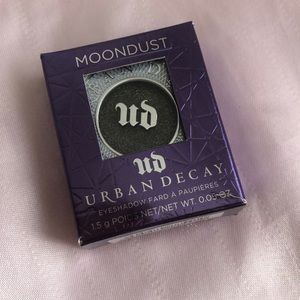 MOONDUST
ud
ud
URBAN DECAY
EYESHADOW FARD À PAUPIÈRES
1.5 g POIDS NET/NET WT. 0.05 OZ